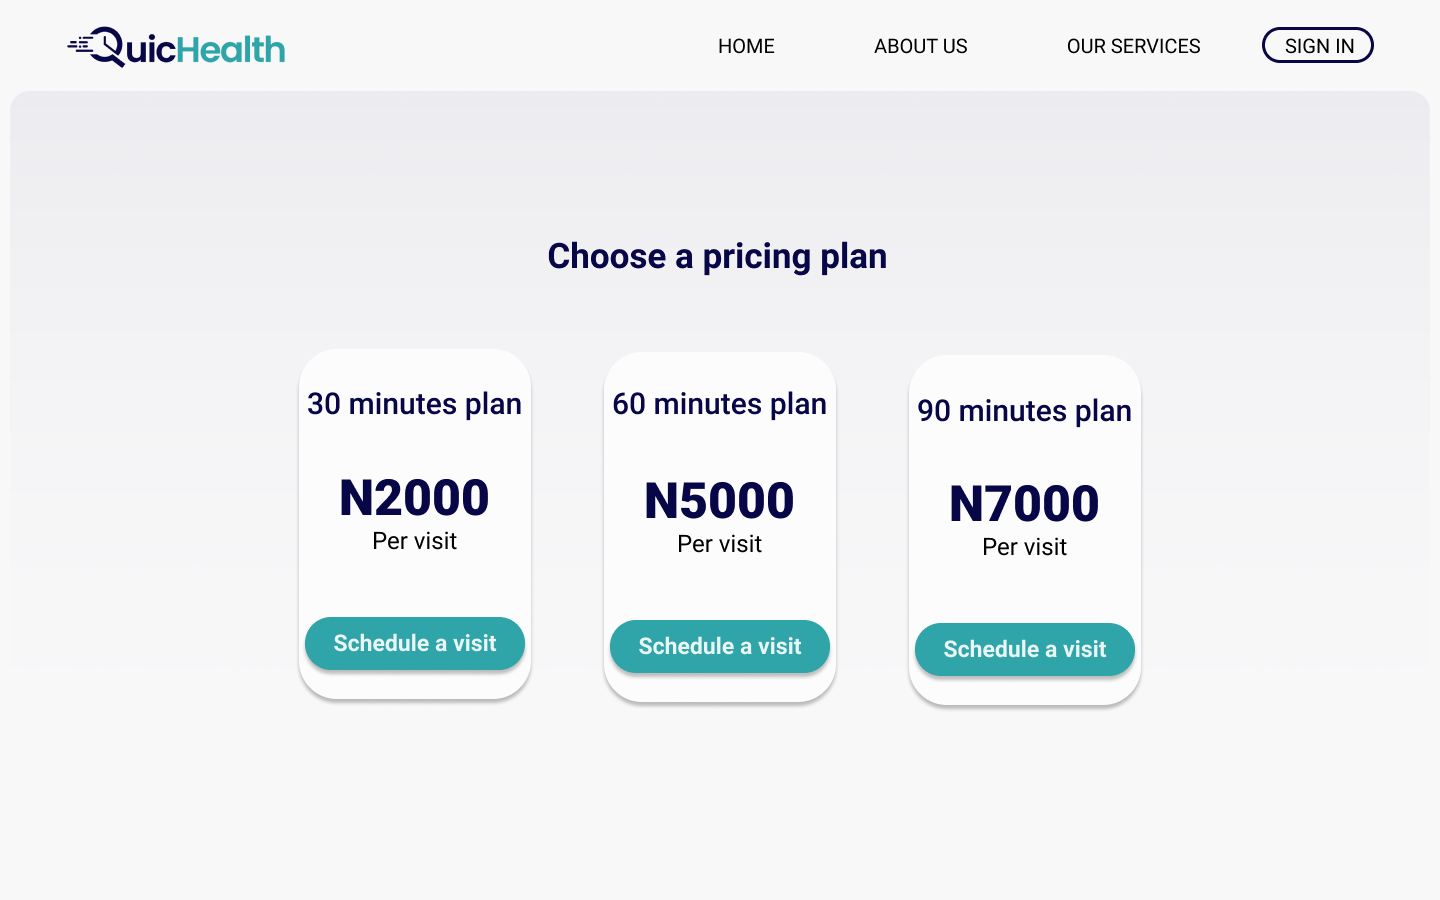 QuicHealth
HOME
ABOUT US
OUR SERVICES
SIGN IN
Choose a pricing plan
30 minutes plan
N2000
Per visit
Schedule a visit
60 minutes plan
N5000
Per visit
Schedule a visit
90 minutes plan
N7000
Per visit
Schedule a visit